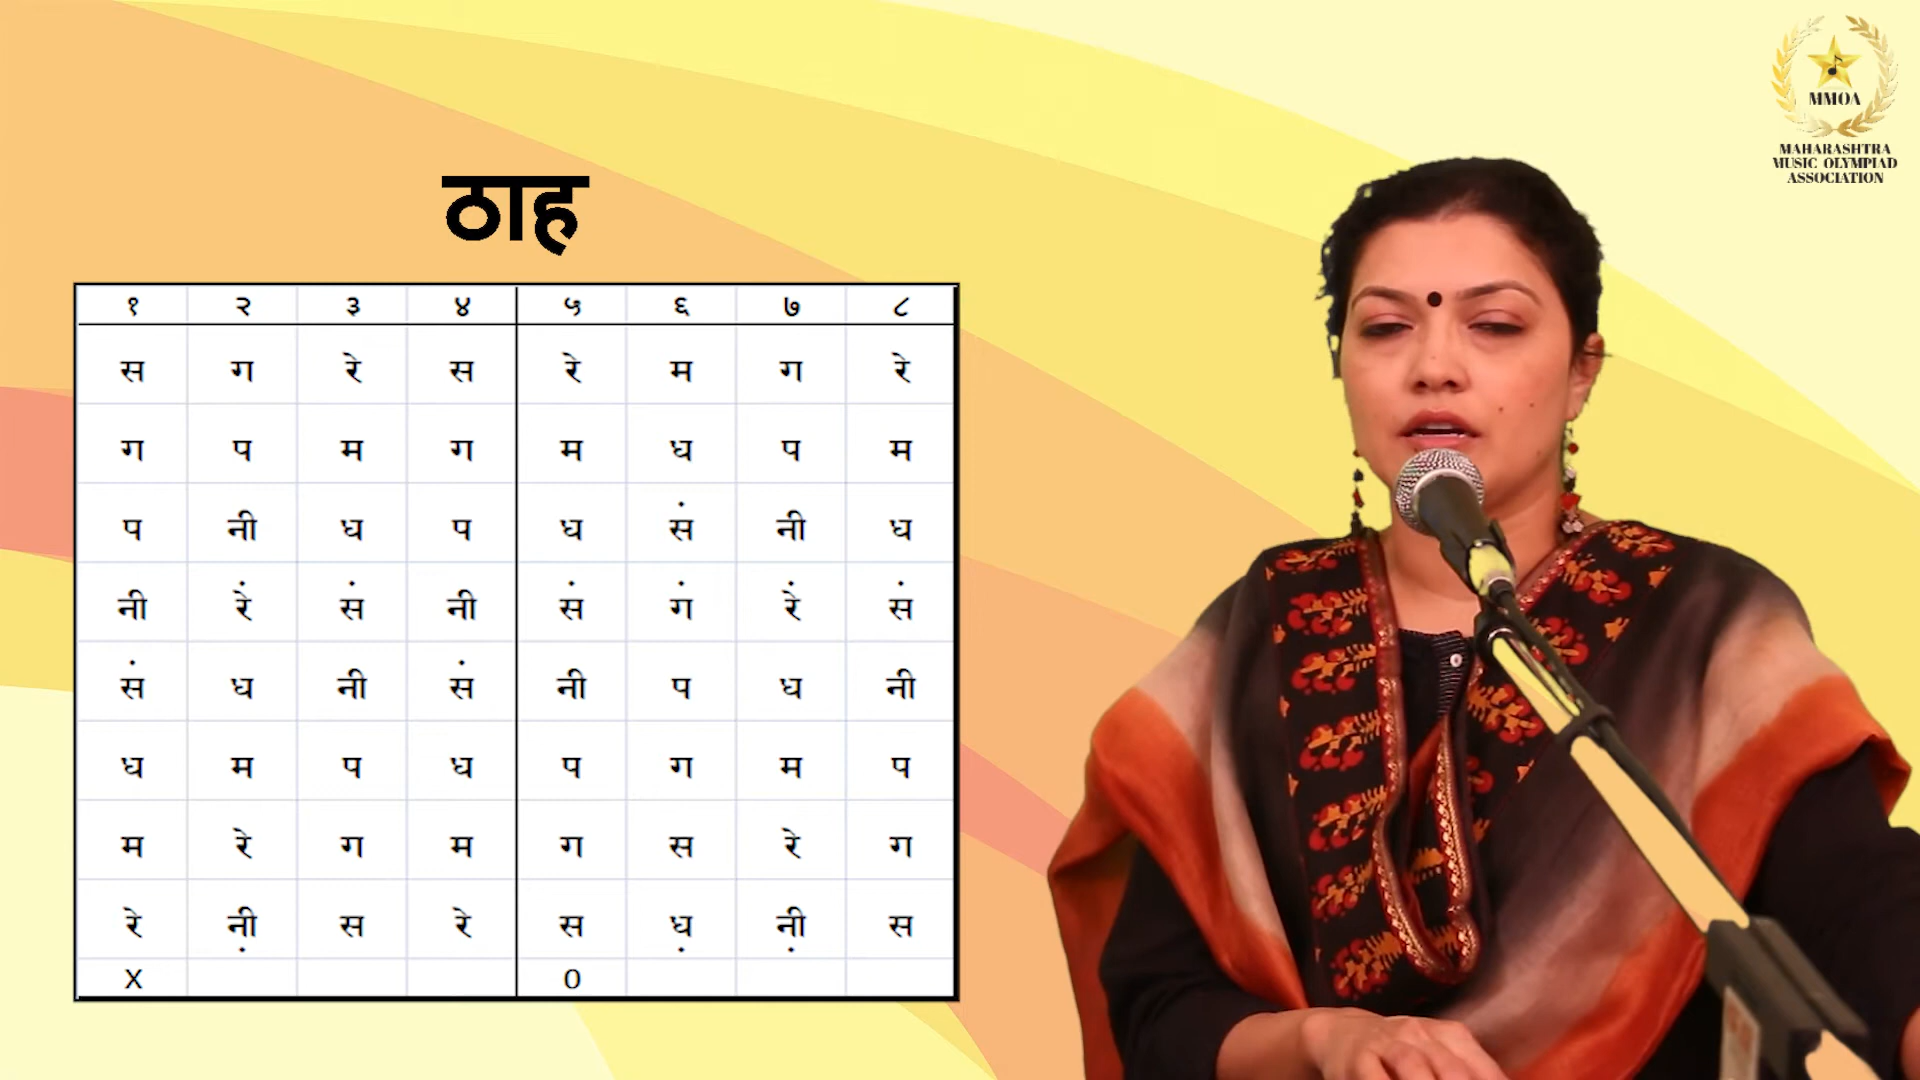 MMOA
MAHARASHTRA
MUSIC OLYMPIAD
ASSOCIATION
ठाह
१ २ ३ ४ ५ ६ ७ ८
स ग रे स रे म ग रे
ग प म ग म ध प म
प नी ध प ध सं नी ध
नी रें सं नी सं गं रें सं
सं ध नी सं नी प ध नी
ध म प ध प ग म प
म रे ग म ग स रे ग
रे नी़ स रे स ध़ नी़ स
X 0